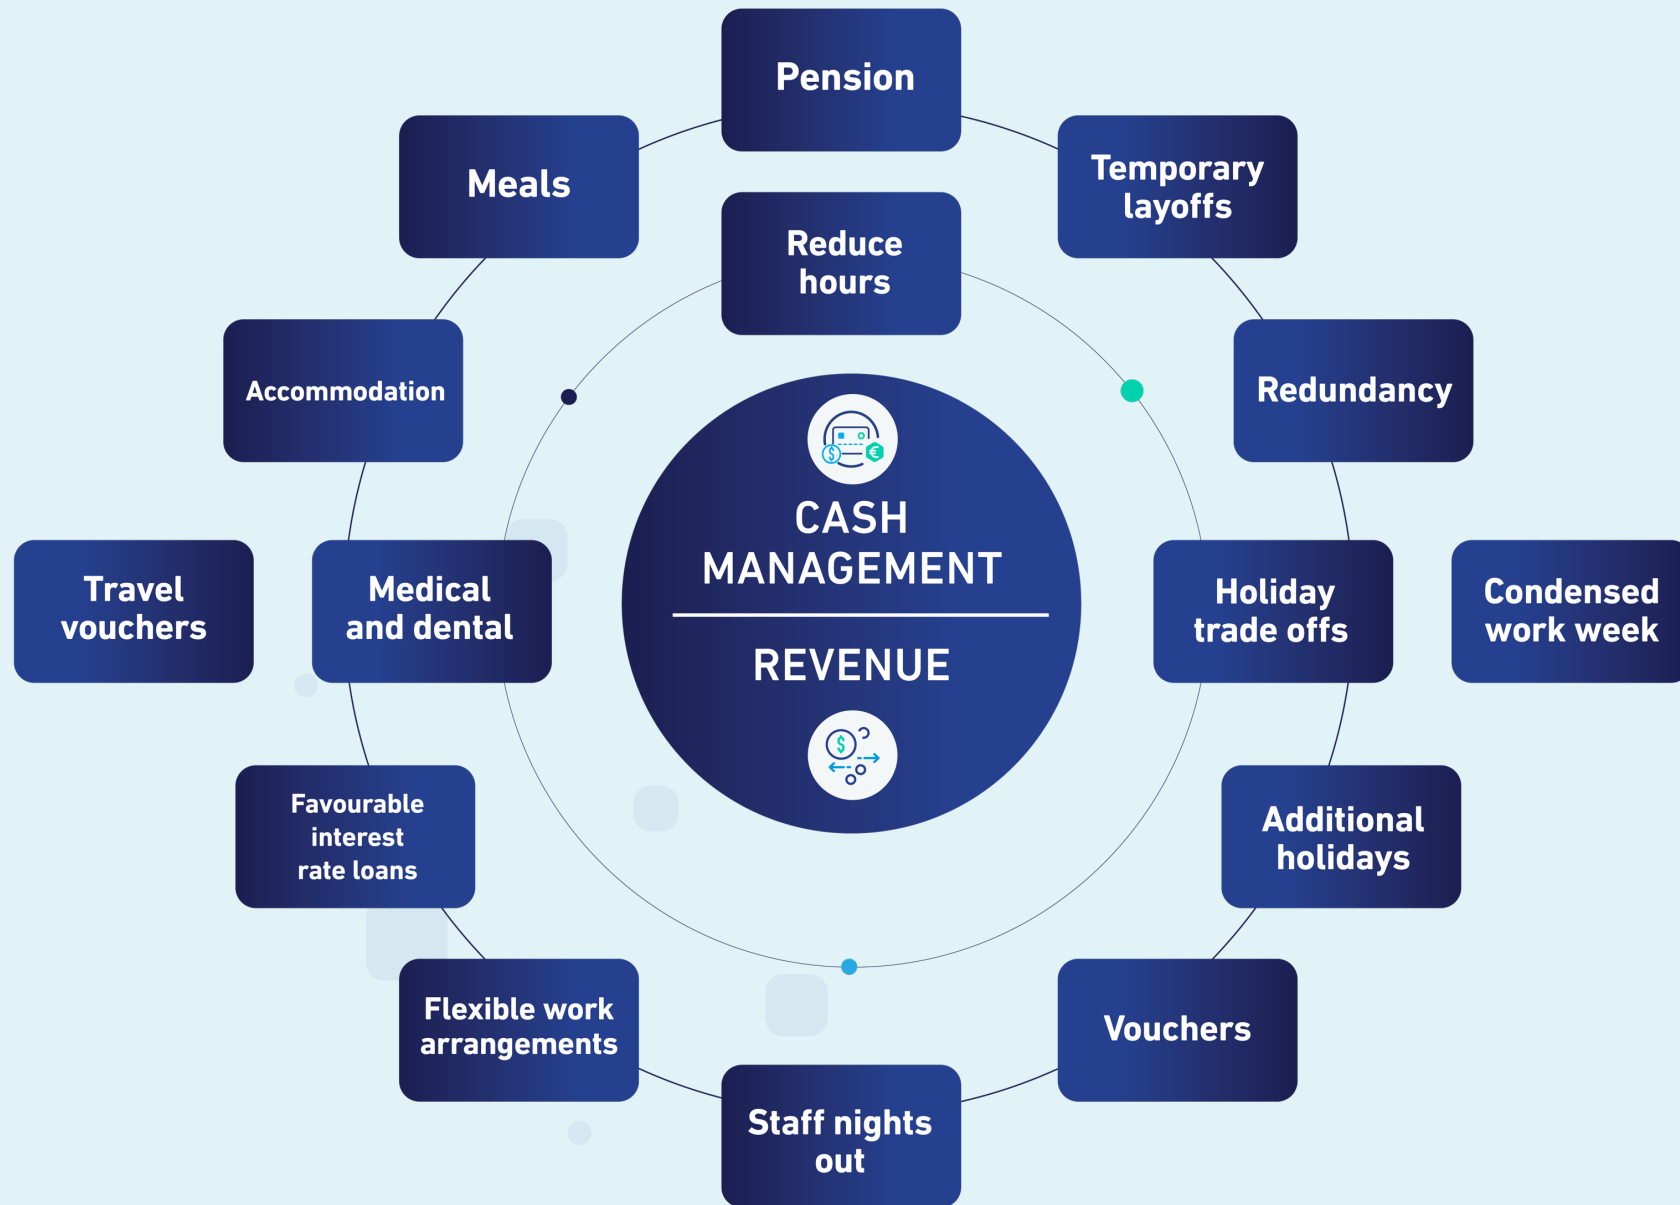 Pension
Meals
Temporary
layoffs
Reduce
hours
Accommodation
Redundancy
CASH
MANAGEMENT
REVENUE
Travel
vouchers
Medical
and dental
Holiday
trade offs
Condensed
work week
Favourable
interest
rate loans
Additional
holidays
Flexible work
arrangements
Vouchers
Staff nights
out